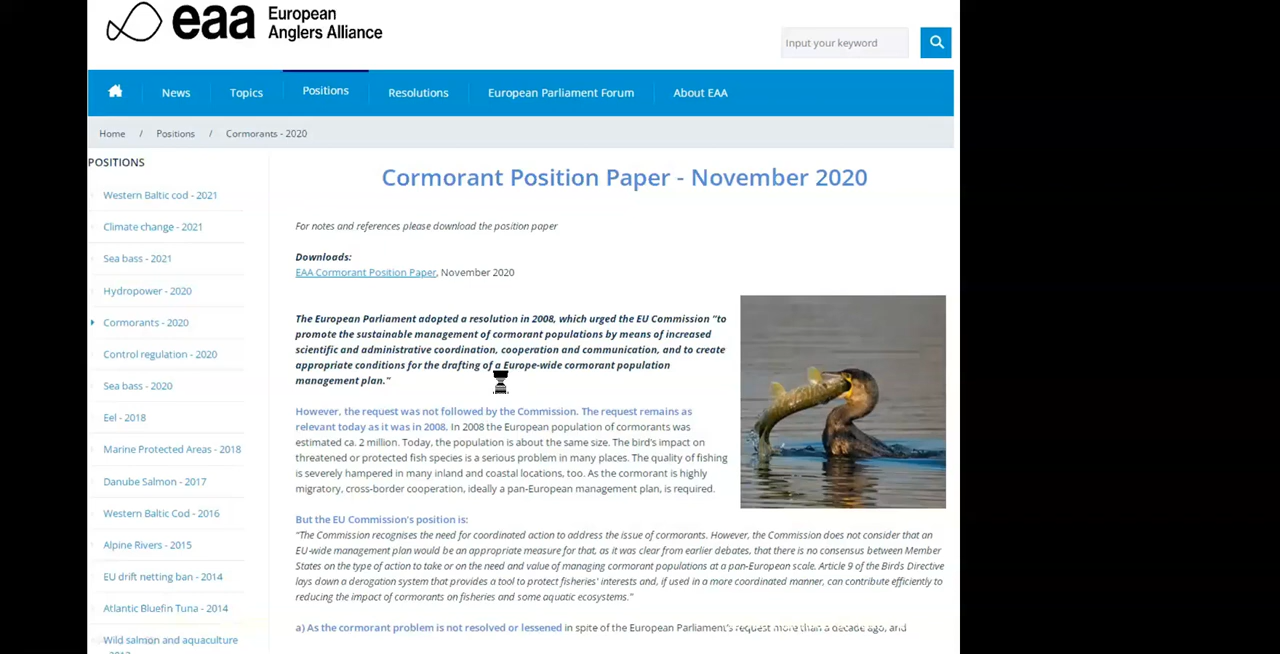 eaa European
Anglers Alliance
Input your keyword
News Topics Positions Resolutions European Parliament Forum About EAA
Home / Positions / Cormorants - 2020
POSITIONS
Western Baltic cod - 2021
Climate change - 2021
Sea bass - 2021
Hydropower - 2020
Cormorants - 2020
Control regulation - 2020
Sea bass - 2020
Eel - 2018
Marine Protected Areas - 2018
Danube Salmon - 2017
Western Baltic Cod - 2016
Alpine Rivers - 2015
EU drift netting ban - 2014
Atlantic Bluefin Tuna - 2014
Wild salmon and aquaculture
Cormorant Position Paper - November 2020
For notes and references please download the position paper
Downloads:
EAA Cormorant Position Paper, November 2020
The European Parliament adopted a resolution in 2008, which urged the EU Commission "to
promote the sustainable management of cormorant populations by means of increased
scientific and administrative coordination, cooperation and communication, and to create
appropriate conditions for the drafting of a Europe-wide cormorant population
management plan."
However, the request was not followed by the Commission. The request remains as
relevant today as it was in 2008. In 2008 the European population of cormorants was
estimated ca. 2 million. Today, the population is about the same size. The bird's impact on
threatened or protected fish species is a serious problem in many places. The quality of fishing
is severely hampered in many inland and coastal locations, too. As the cormorant is highly
migratory, cross-border cooperation, ideally a pan-European management plan, is required.
But the EU Commission's position is:
"The Commission recognises the need for coordinated action to address the issue of cormorants. However, the Commission does not consider that an
EU-wide management plan would be an appropriate measure for that, as it was clear from earlier debates, that there is no consensus between Member
States on the type of action to take or on the need and value of managing cormorant populations at a pan-European scale. Article 9 of the Birds Directive
lays down a derogation system that provides a tool to protect fisheries' interests and, if used in a more coordinated manner, can contribute efficiently to
reducing the impact of cormorants on fisheries and some aquatic ecosystems."
a) As the cormorant problem is not resolved or lessened in spite of the European Parliament's request more than a decade ago, and